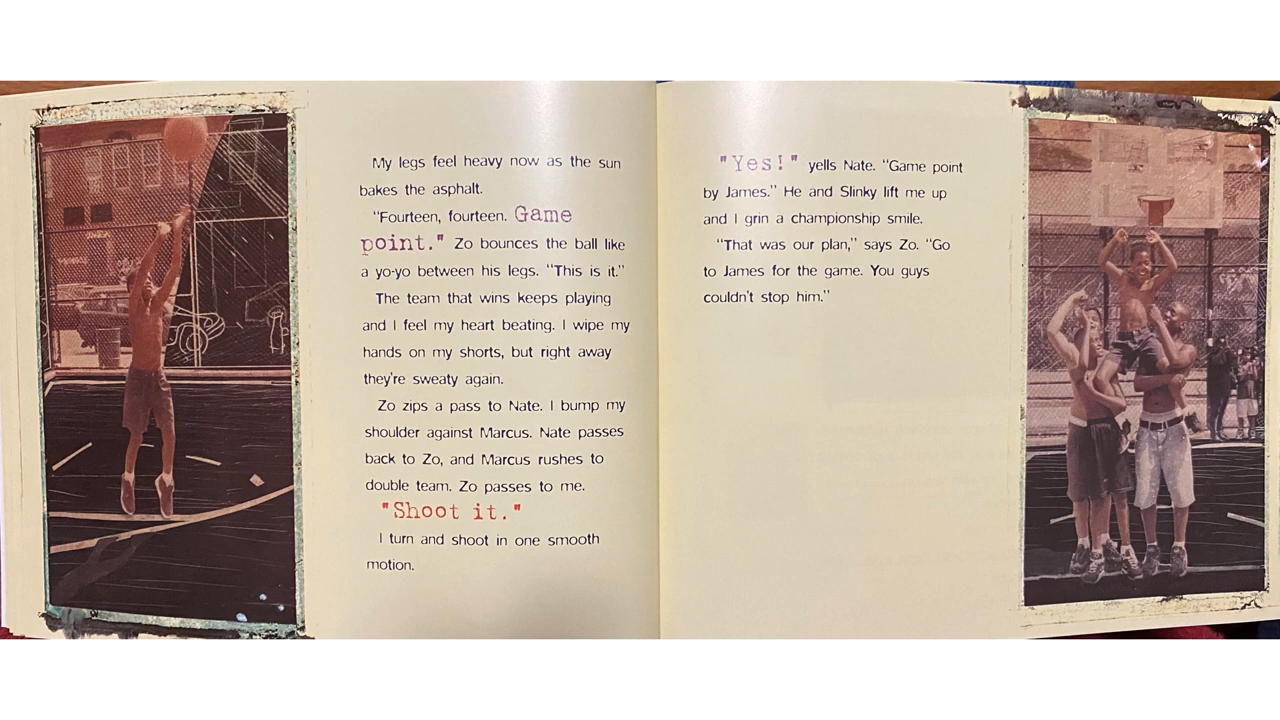 My legs feel heavy now as the sun
bakes the asphalt.
"Fourteen, fourteen. Game
point." Zo bounces the ball like
a yo-yo between his legs. "This is it."
The team that wins keeps playing
and I feel my heart beating. I wipe my
hands on my shorts, but right away
they're sweaty again.
Zo zips a pass to Nate. I bump my
shoulder against Marcus. Nate passes
back to Zo, and Marcus rushes to
double team. Zo passes to me.
"Shoot it."
I turn and shoot in one smooth
motion.
"Yes!" yells Nate. "Game point
by James." He and Slinky lift me up
and I grin a championship smile.
"That was our plan," says Zo. "Go
to James for the game. You guys
couldn't stop him."